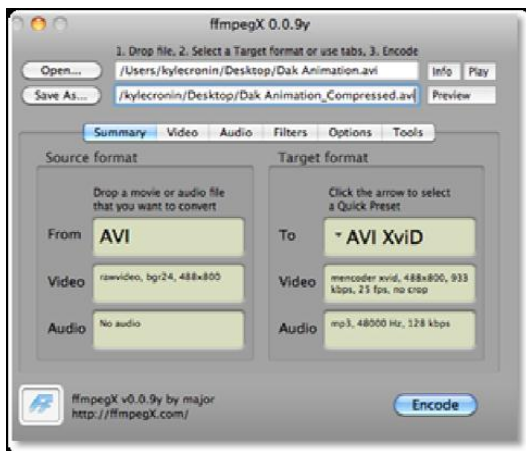 ffmpegX 0.0.9y
1. Drop file, 2. Select a Target format or use tabs, 3. Encode
Open... /Users/kylecronin/Desktop/Dak Animation.avi Info Play
Save As... /kylecronin/Desktop/Dak Animation_Compressed.avi Preview
Summary Video Audio Filters Options Tools
Source format Target format
Drop a movie or audio file Click the arrow to select
that you want to convert a Quick Preset
From AVI To AVI XviD
Video rawvideo, bgr24, 488x800 Video mencoder xvid, 488x800, 933
kbps, 25 fps, no crop
Audio No audio Audio mp3, 48000 Hz, 128 kbps
ffmpegX v0.0.9y by major
http://ffmpegX.com/
Encode